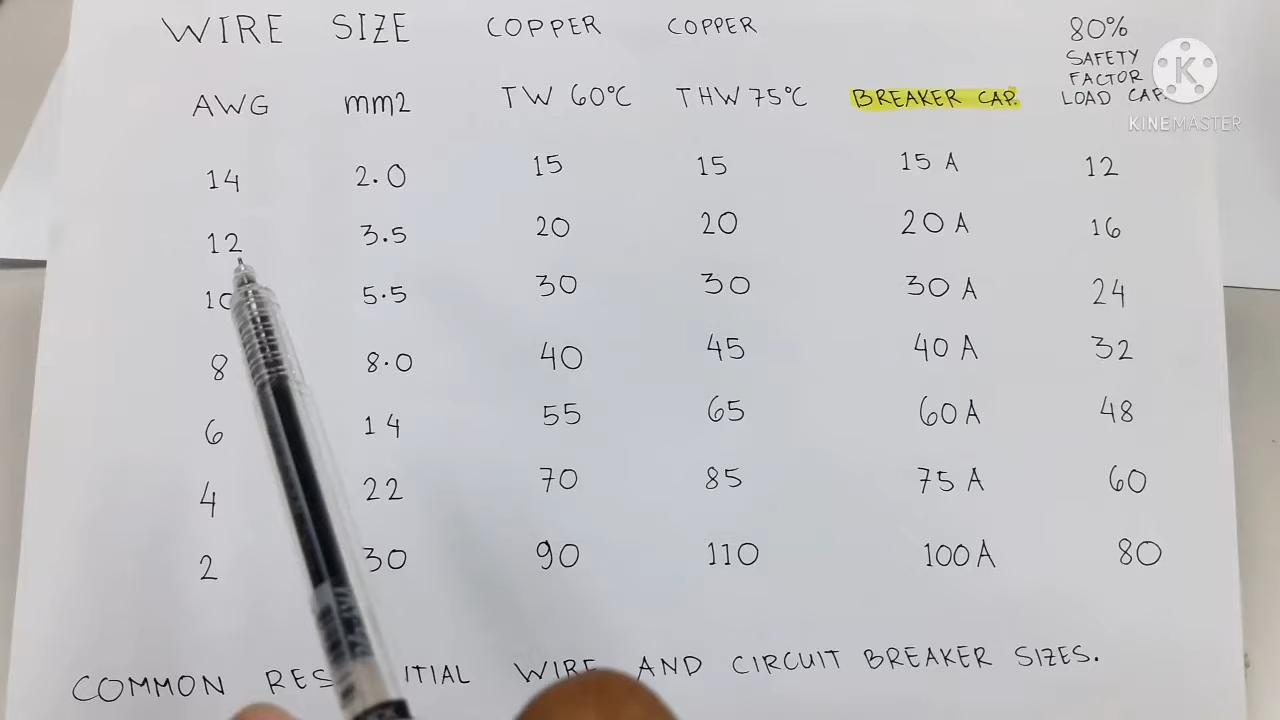 WIRE SIZE COPPER COPPER 80%
SAFETY
FACTOR
AWG mm2 TW 60°C THW 75°C BREAKER CAP. LOAD CAP.
KINEMASTER
14 2.0 15 15 15 A 12
12 3.5 20 20 20 A 16
10 5.5 30 30 30 A 24
8 8.0 40 45 40 A 32
6 14 55 65 60 A 48
4 22 70 85 75 A 60
2 30 90 110 100 A 80
COMMON WIRE AND CIRCUIT BREAKER SIZES.